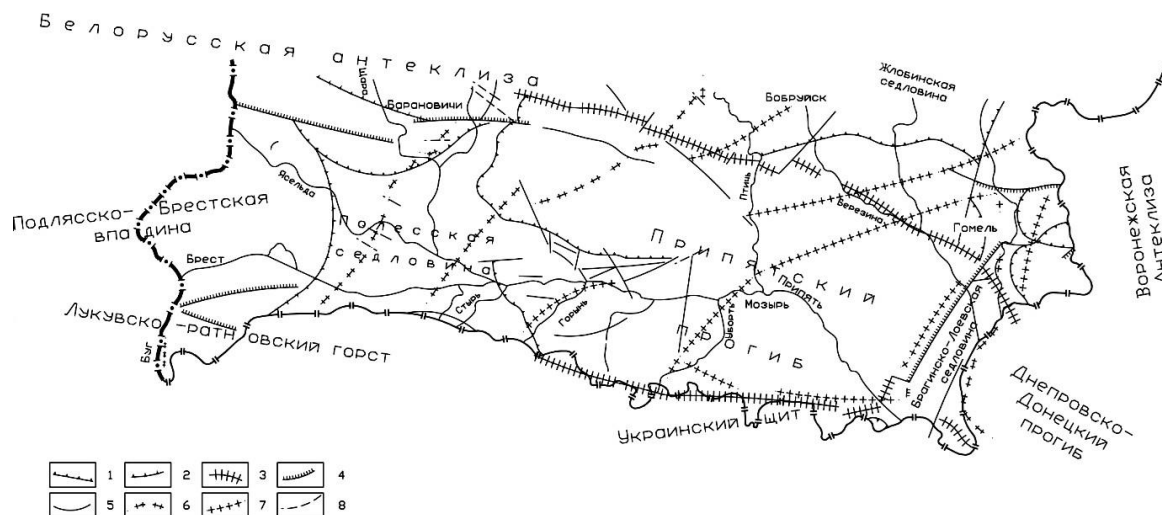 Белорусская антеклиза
Жлобинская
седловина
Барановичи
Бобруйск
Ясельда
Птичь
Воронежская
Антеклиза
Подлясско-Брестская
впадина
Полесская
седловина
Березина
Гомель
Припятский
прогиб
Брест
Припять
Мозырь
Стырь
Горынь
Уборть
Брагинско-Лоевская
седловина
Лукувско-ратновский горст
Буг
Днепровско-
Донецкий
прогиб
Украинский щит
1 2 3 4
5 6 7 8